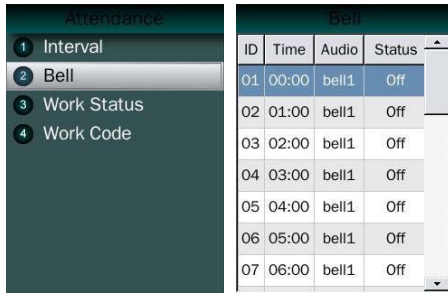 Attendance
1 Interval
2 Bell
3 Work Status
4 Work Code
Bell
ID Time Audio Status
01 00:00 bell1 Off
02 01:00 bell1 Off
03 02:00 bell1 Off
04 03:00 bell1 Off
05 04:00 bell1 Off
06 05:00 bell1 Off
07 06:00 bell1 Off